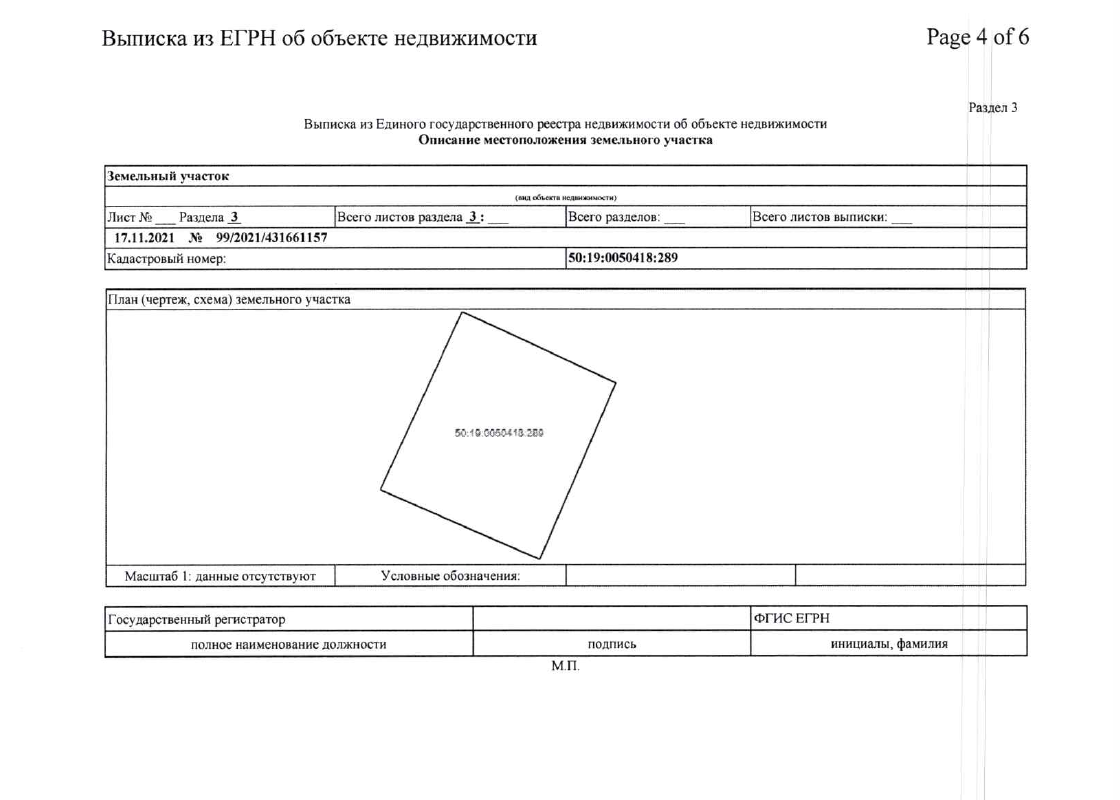 Выписка из ЕГРН об объекте недвижимости Page 4 of 6
Раздел 3
Выписка из Единого государственного реестра недвижимости об объекте недвижимости
Описание местоположения земельного участка
Земельный участок
(вид объекта недвижимости)
Лист № ___ Раздела 3 Всего листов раздела 3 : ___ Всего разделов: ___ Всего листов выписки: ___
17.11.2021 № 99/2021/431661157
Кадастровый номер: 50:19:0050418:289
План (чертеж, схема) земельного участка
50:19:0050418:289
Масштаб 1: данные отсутствуют Условные обозначения:
Государственный регистратор ФГИС ЕГРН
полное наименование должности подпись инициалы, фамилия
М.П.